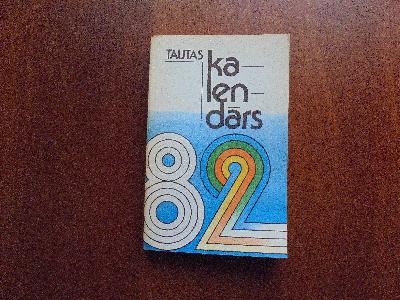 TAUTAS
ka—
len—
dārs
82